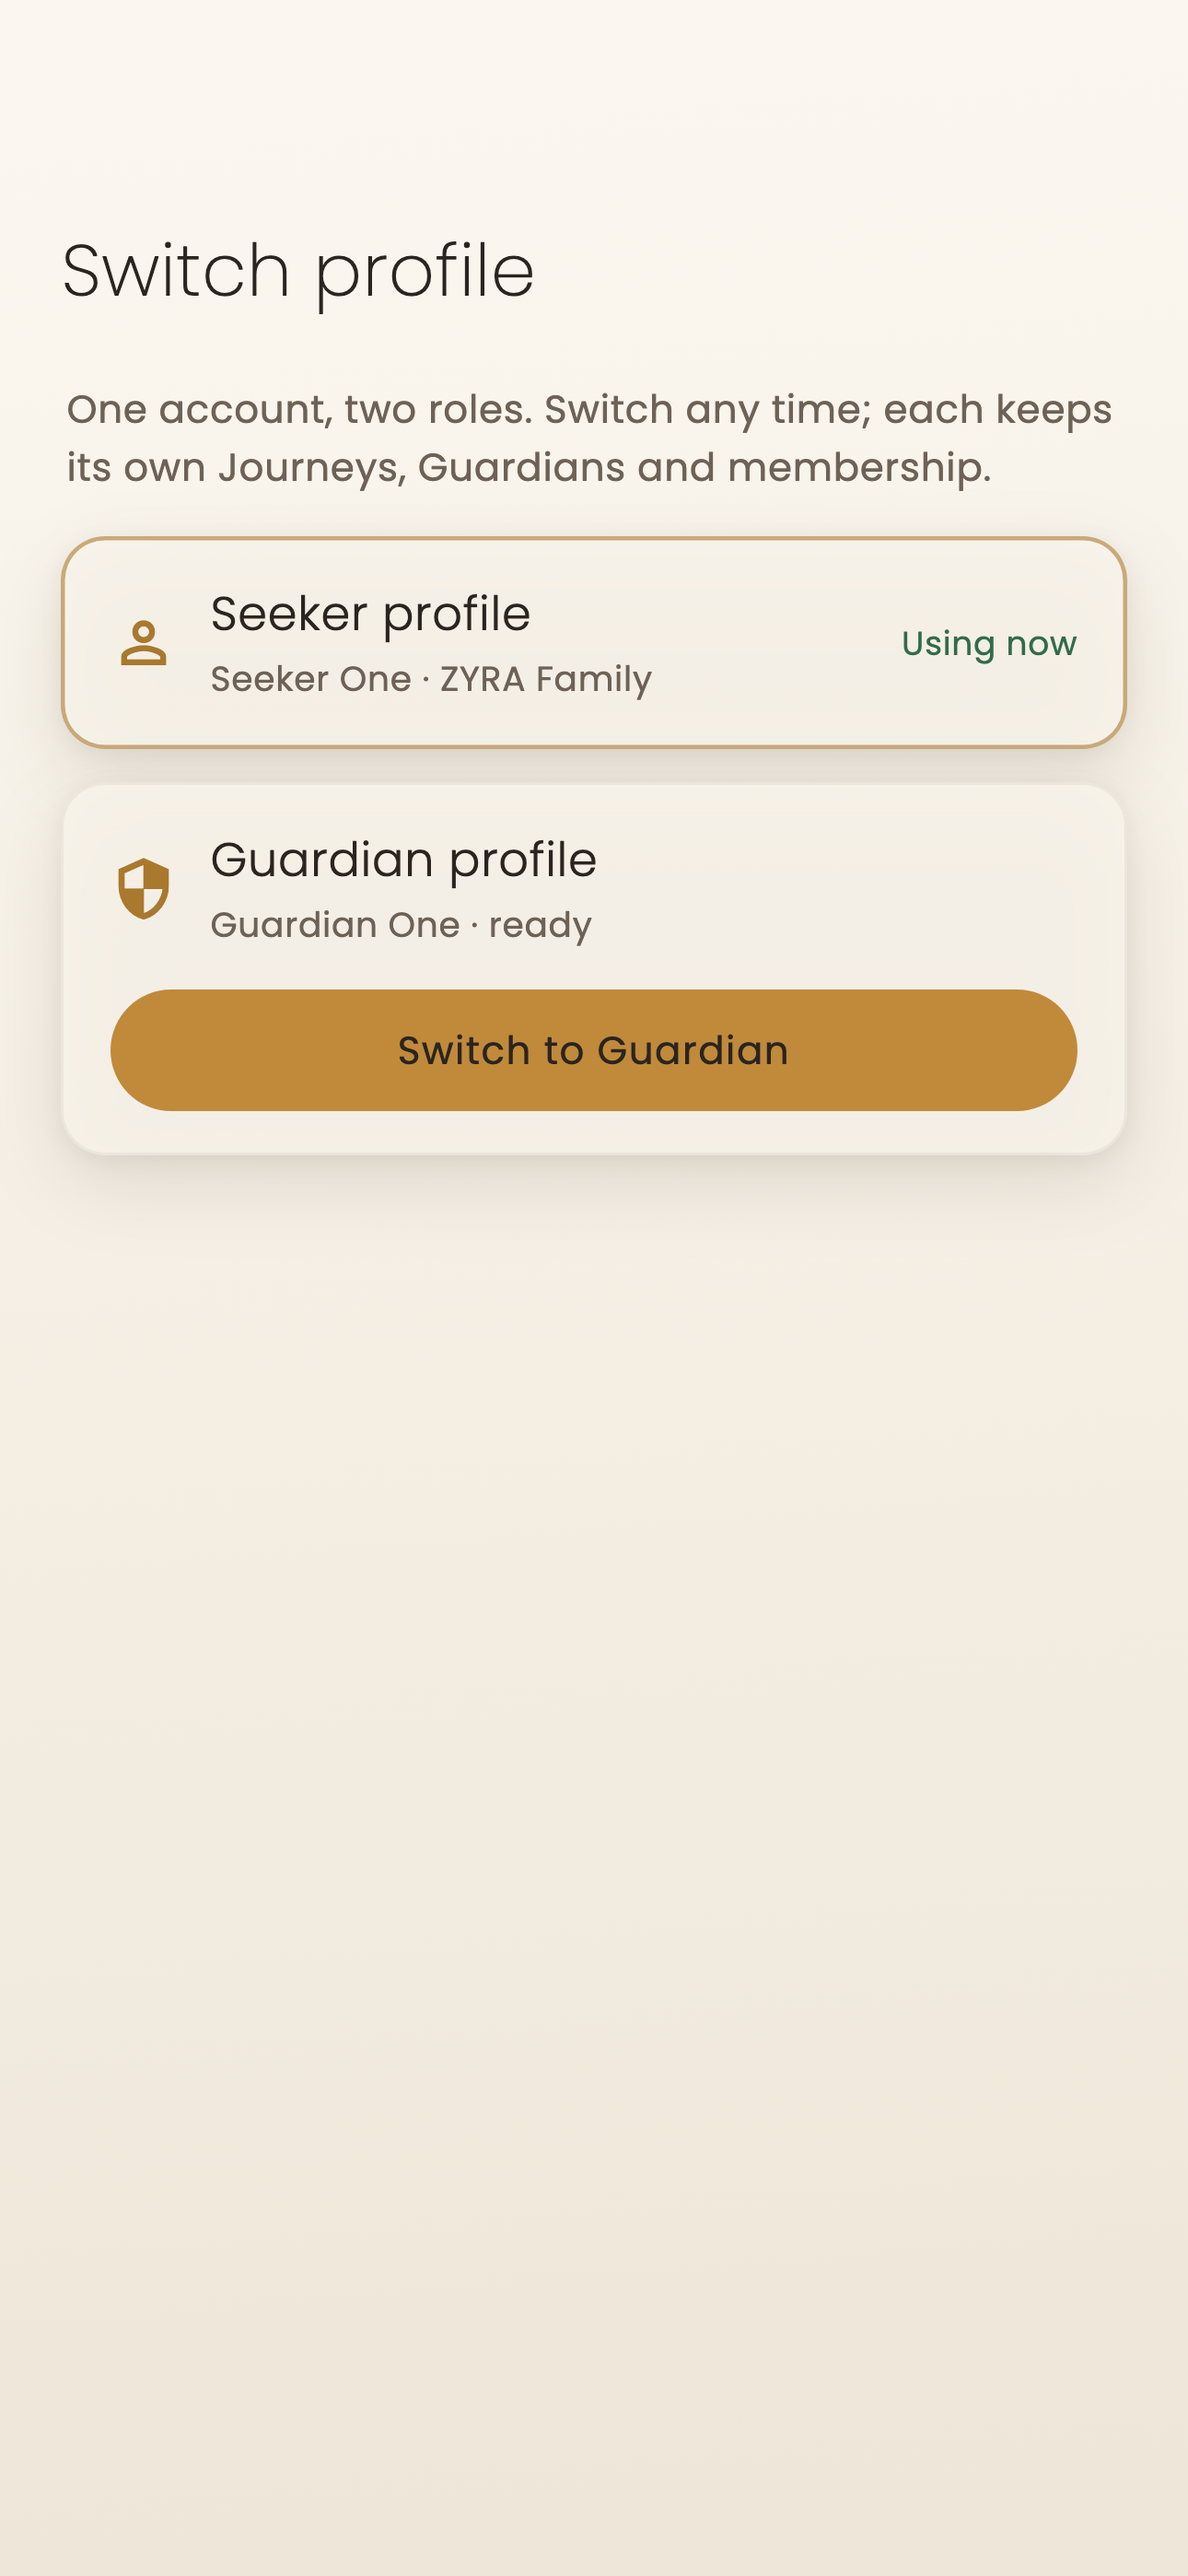 Switch profile
One account, two roles. Switch any time; each keeps
its own Journeys, Guardians and membership.
Seeker profile
Seeker One · ZYRA Family
Using now
Guardian profile
Guardian One · ready
Switch to Guardian